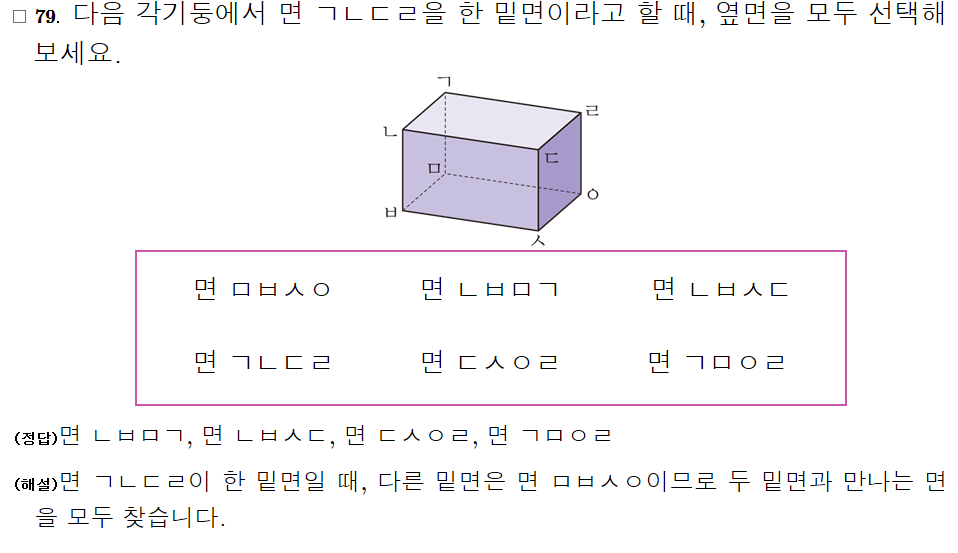 □ 79. 다음 각기둥에서 면 ㄱㄴㄷㄹ을 한 밑면이라고 할 때, 옆면을 모두 선택해
보세요.
ㄱ
ㄹ
ㄴ
ㄷ
ㅁ
ㅇ
ㅂ
ㅅ
면 ㅁㅂㅅㅇ 면 ㄴㅂㅁㄱ 면 ㄴㅂㅅㄷ
면 ㄱㄴㄷㄹ 면 ㄷㅅㅇㄹ 면 ㄱㅁㅇㄹ
(정답)면 ㄴㅂㅁㄱ, 면 ㄴㅂㅅㄷ, 면 ㄷㅅㅇㄹ, 면 ㄱㅁㅇㄹ
(해설)면 ㄱㄴㄷㄹ이 한 밑면일 때, 다른 밑면은 면 ㅁㅂㅅㅇ이므로 두 밑면과 만나는 면
을 모두 찾습니다.